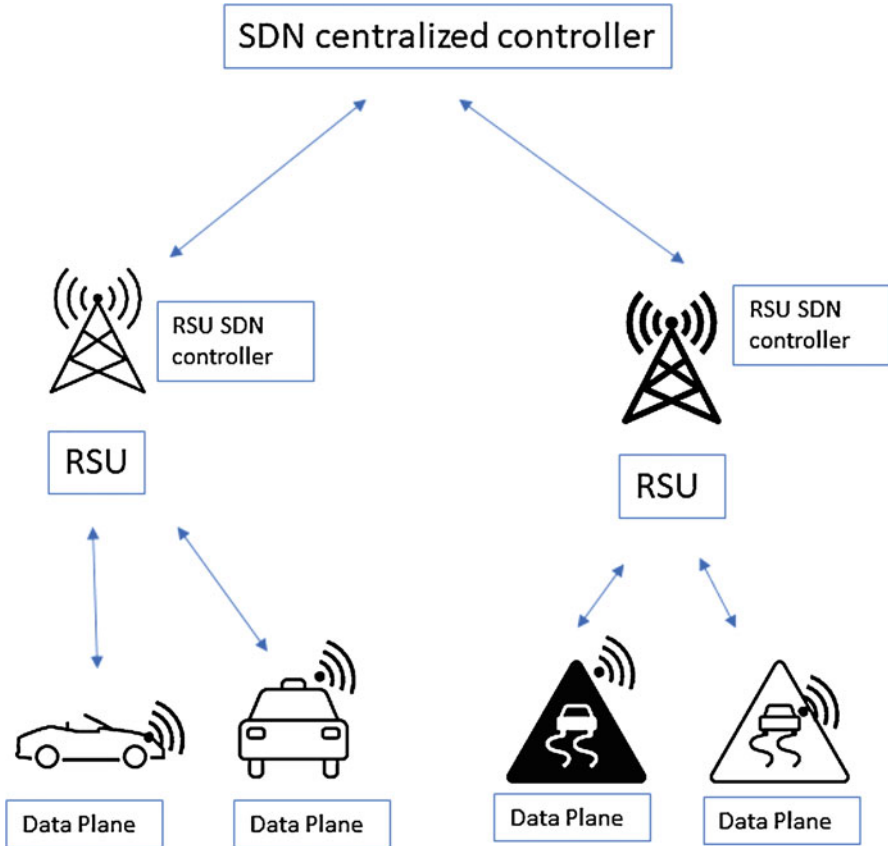 SDN centralized controller
RSU SDN
controller
RSU SDN
controller
RSU
RSU
Data Plane
Data Plane
Data Plane
Data Plane